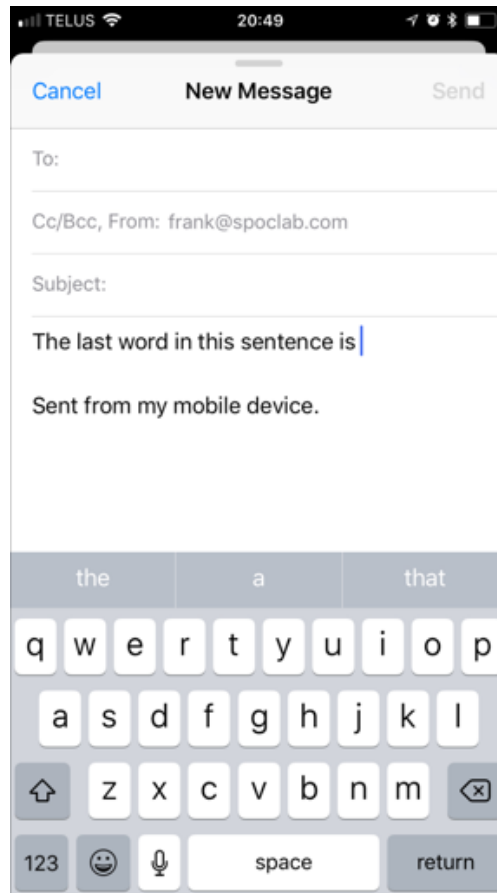 TELUS 20:49
Cancel New Message Send
To:
Cc/Bcc, From: frank@spoclab.com
Subject:
The last word in this sentence is
Sent from my mobile device.
the a that
q w e r t y u i o p
a s d f g h j k l
z x c v b n m
123 space return